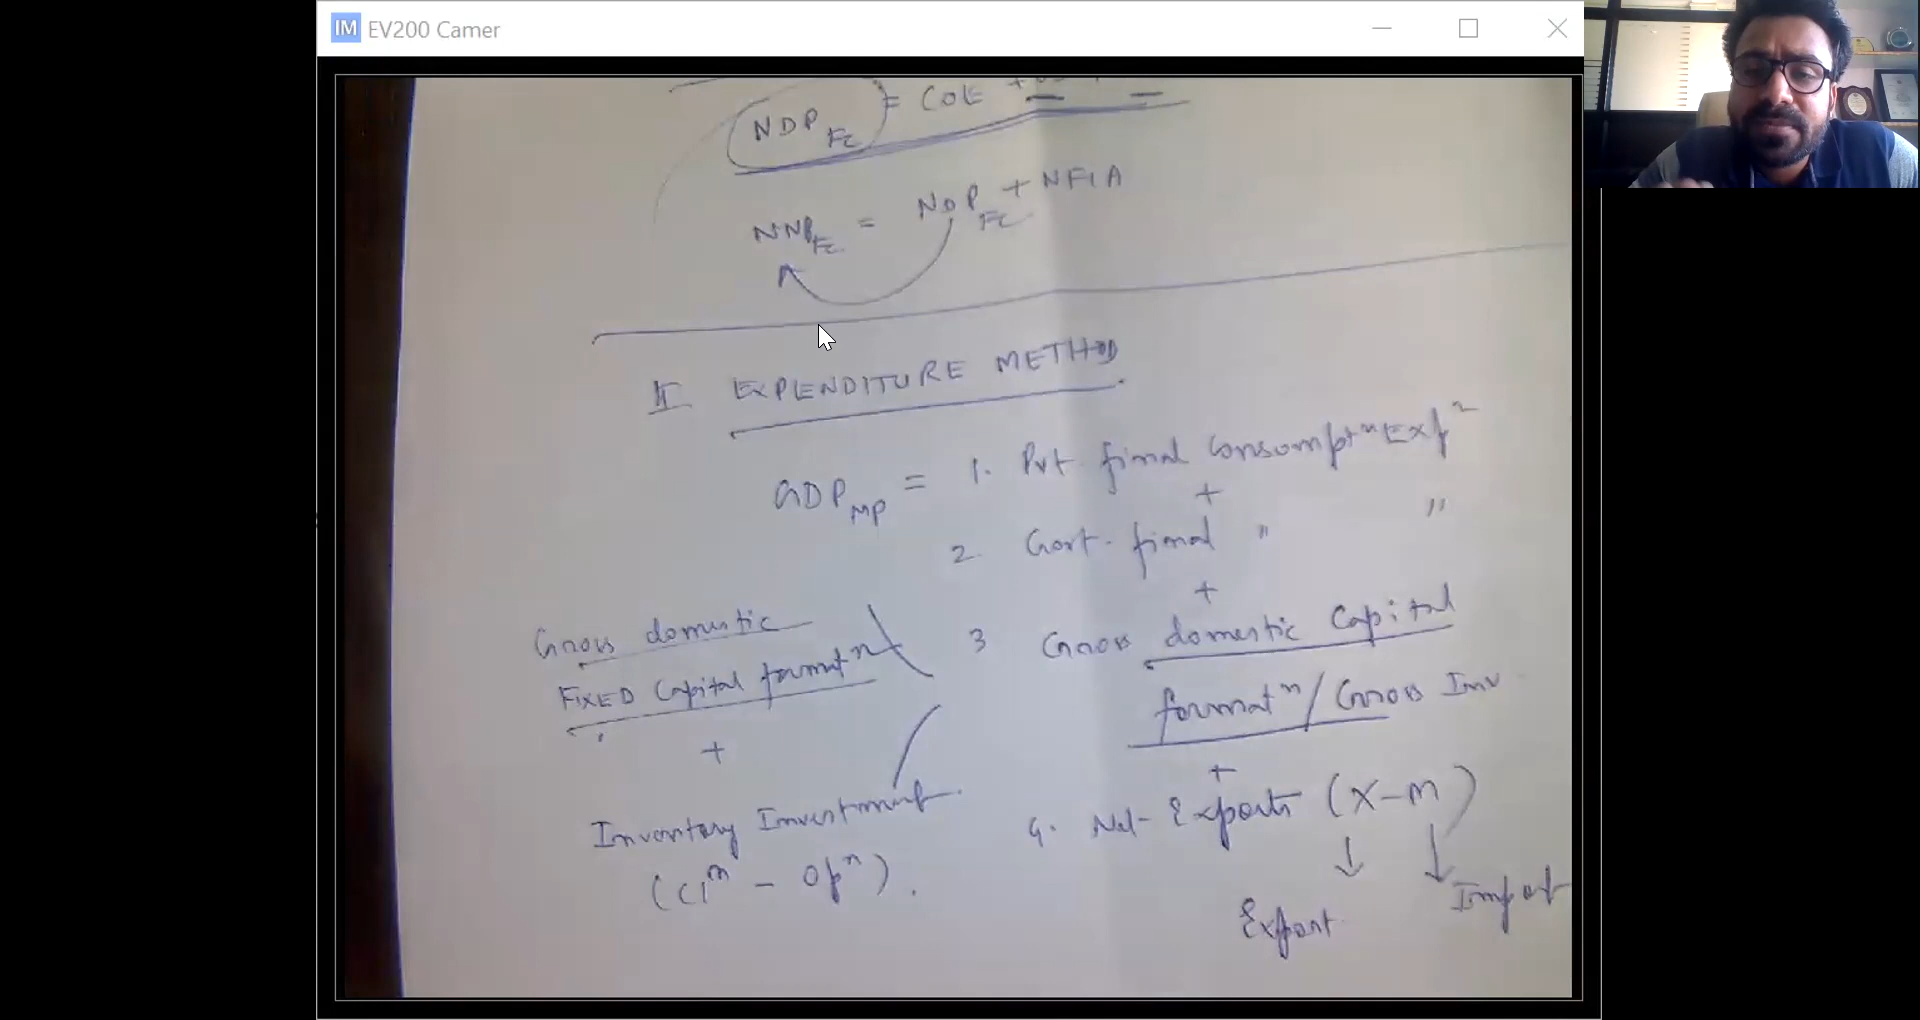 IM EV200 Camer
NDP FC = COE +
NNP FC = NDP FC + NFIA
II EXPENDITURE METHOD
GDP MP = 1. Pvt final Consumptⁿ Expʳ
+
2. Govt. final " "
+
3 Gross domestic Capital
formatⁿ / Gross Inv
+
4. Net Exports (X-M)
Export Import
Gross domestic
FIXED Capital formatⁿ
+
Inventory Investment
(Clⁿ - Opⁿ).